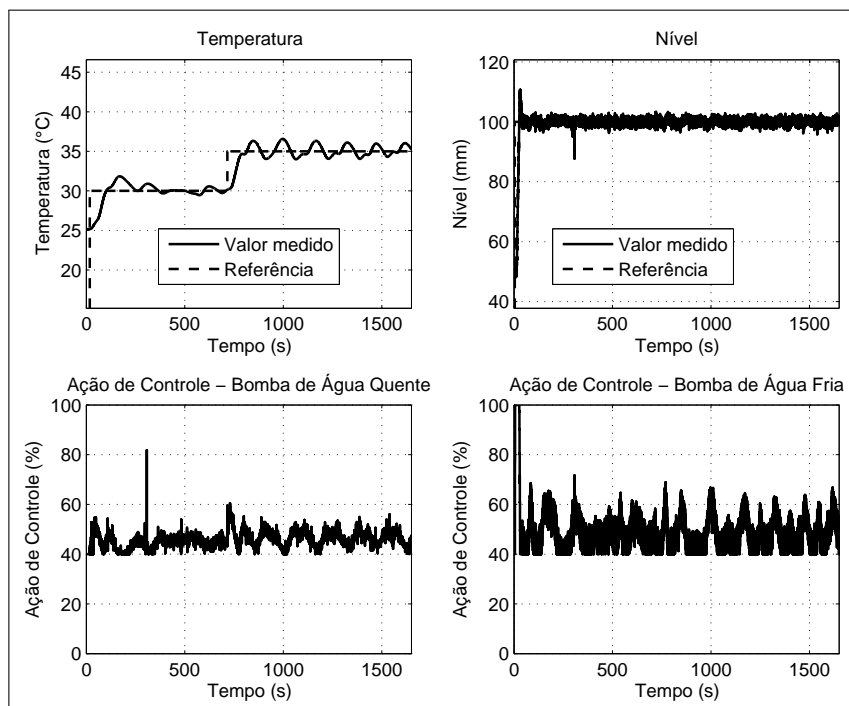 Temperatura
45
40
35
30
25
20
Temperatura (°C)
Valor medido
Referência
0
500
1000
1500
Tempo (s)
Nível
120
100
80
60
40
Nível (mm)
Valor medido
Referência
0
500
1000
1500
Tempo (s)
Ação de Controle – Bomba de Água Quente
100
80
60
40
20
0
Ação de Controle (%)
0
500
1000
1500
Tempo (s)
Ação de Controle – Bomba de Água Fria
100
80
60
40
20
0
Ação de Controle (%)
0
500
1000
1500
Tempo (s)